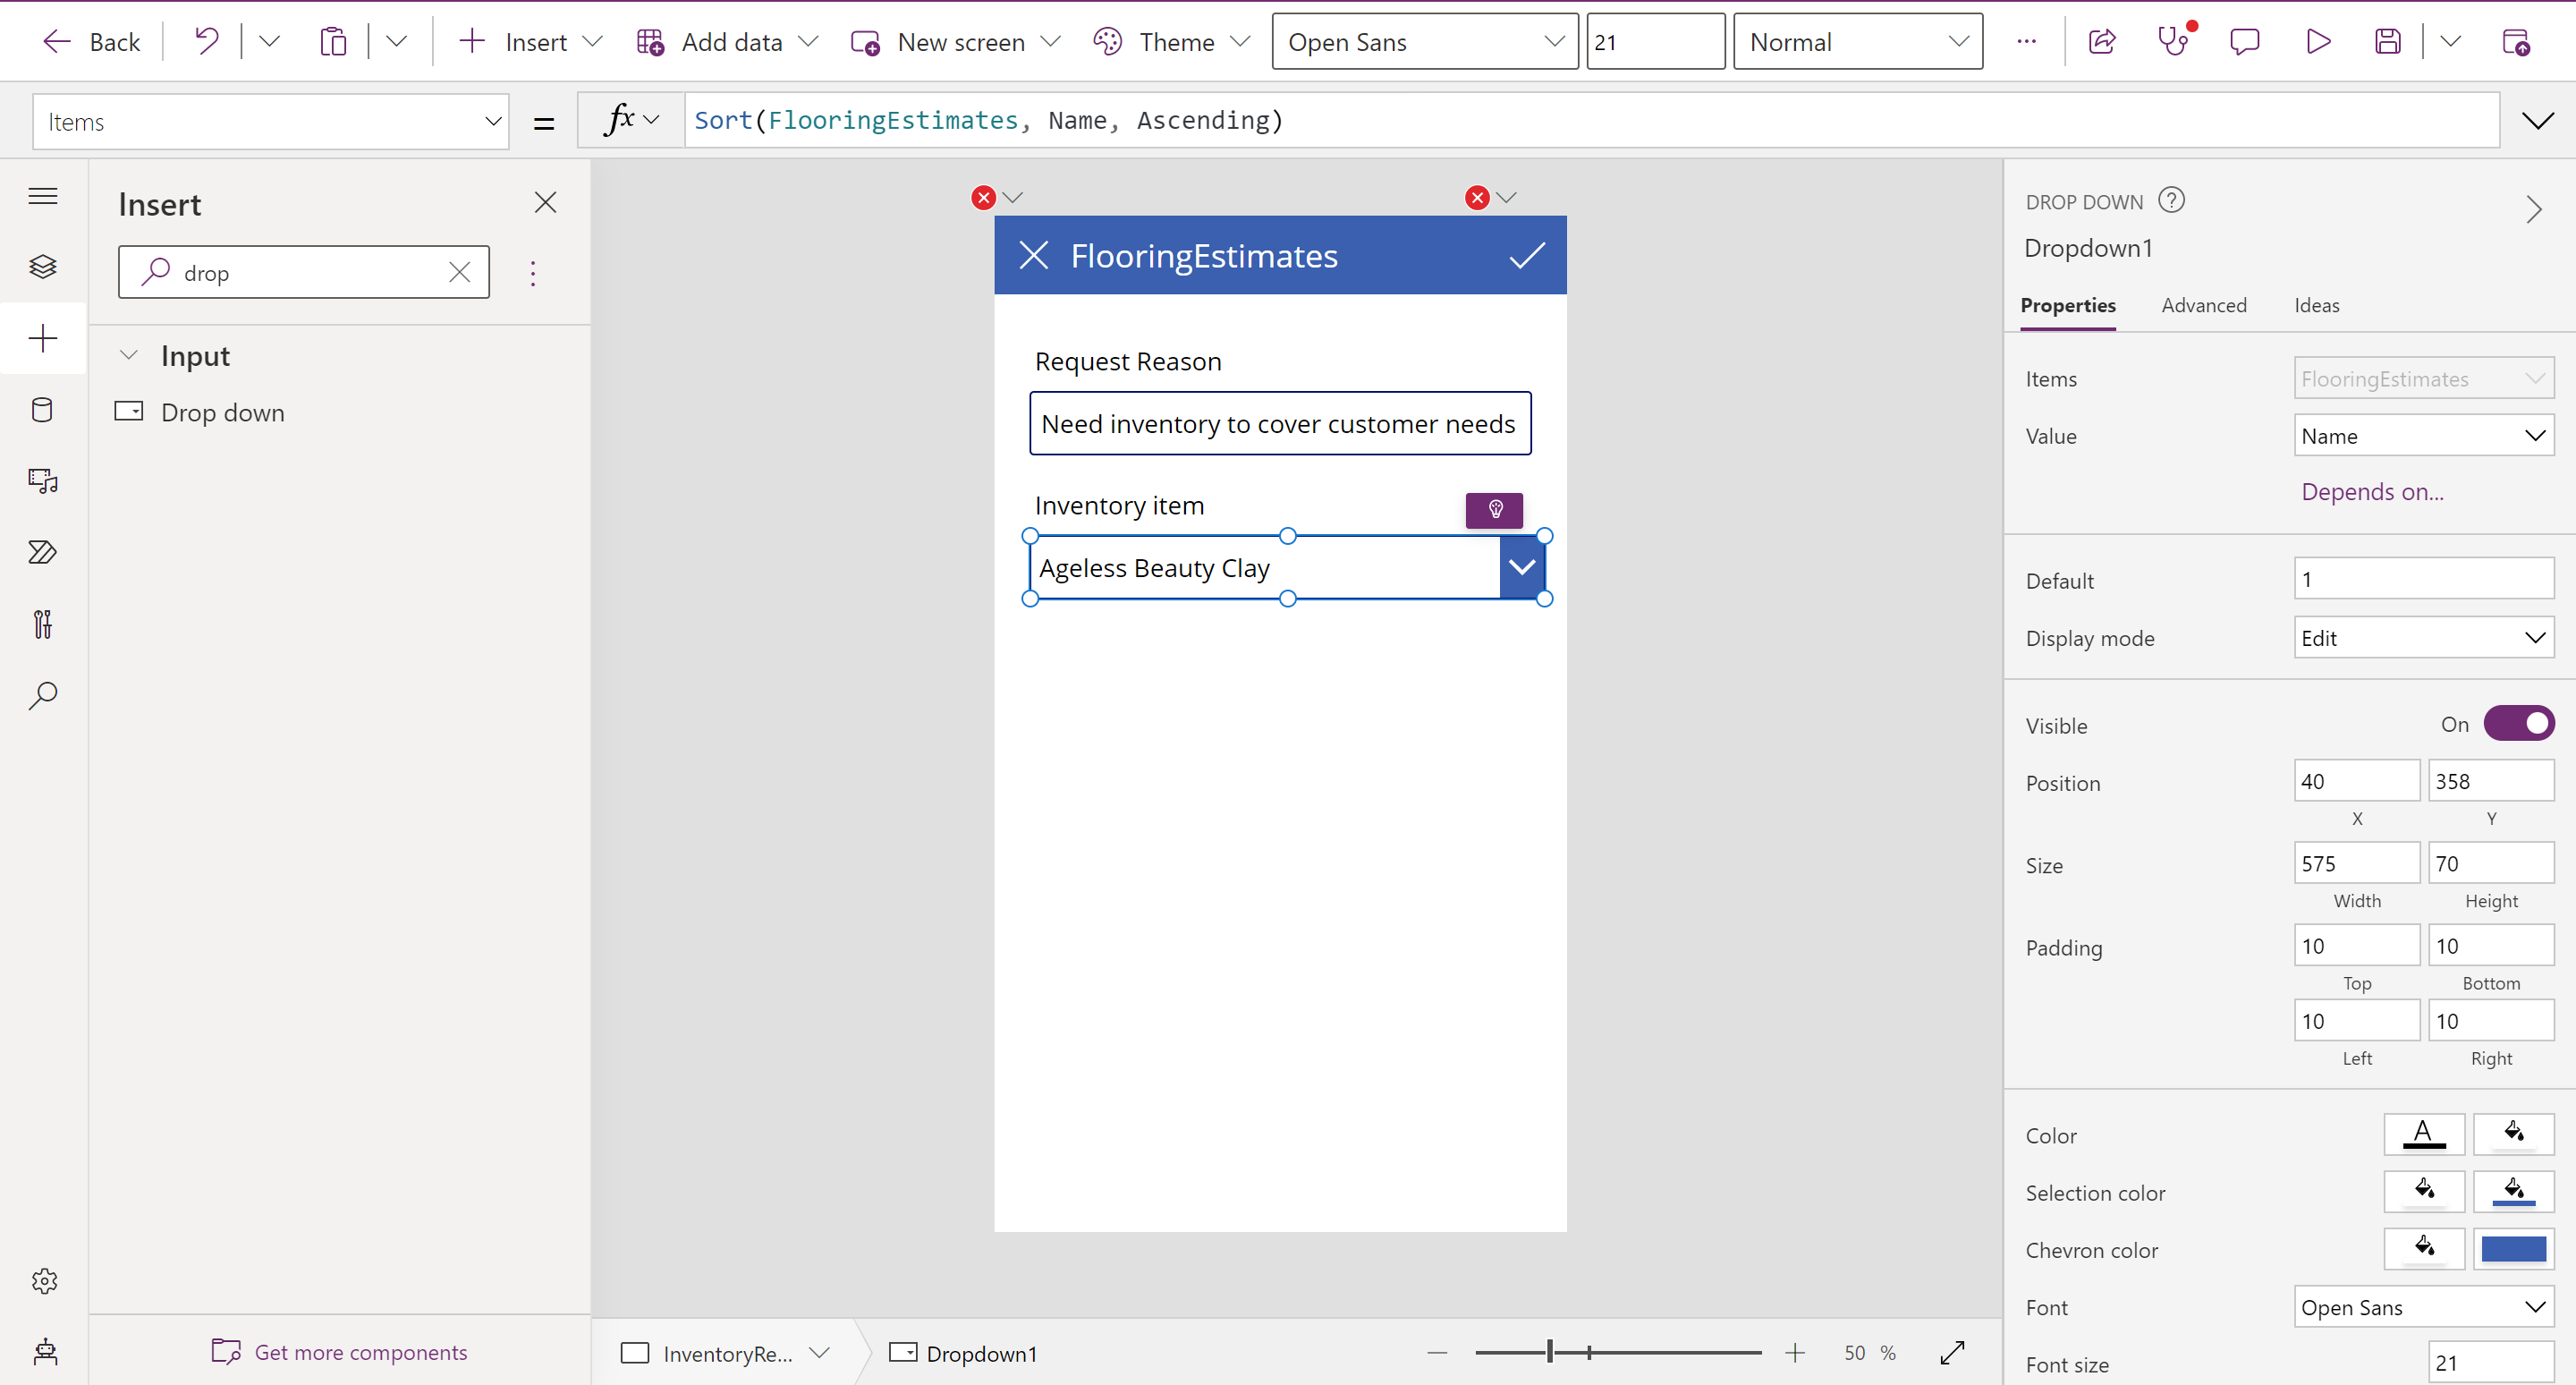 Back
Insert
Add data
New screen
Theme
Open Sans
21
Normal
...
Items
=
fx
Sort(FlooringEstimates, Name, Ascending)
Insert
drop
Input
Drop down
Get more components
FlooringEstimates
Request Reason
Need inventory to cover customer needs
Inventory item
Ageless Beauty Clay
InventoryRe...
Dropdown1
50 %
DROP DOWN
Dropdown1
Properties Advanced Ideas
Items FlooringEstimates
Value Name
Depends on...
Default 1
Display mode Edit
Visible On
Position 40 358
X Y
Size 575 70
Width Height
Padding 10 10
Top Bottom
10 10
Left Right
Color A
Selection color
Chevron color
Font Open Sans
Font size 21